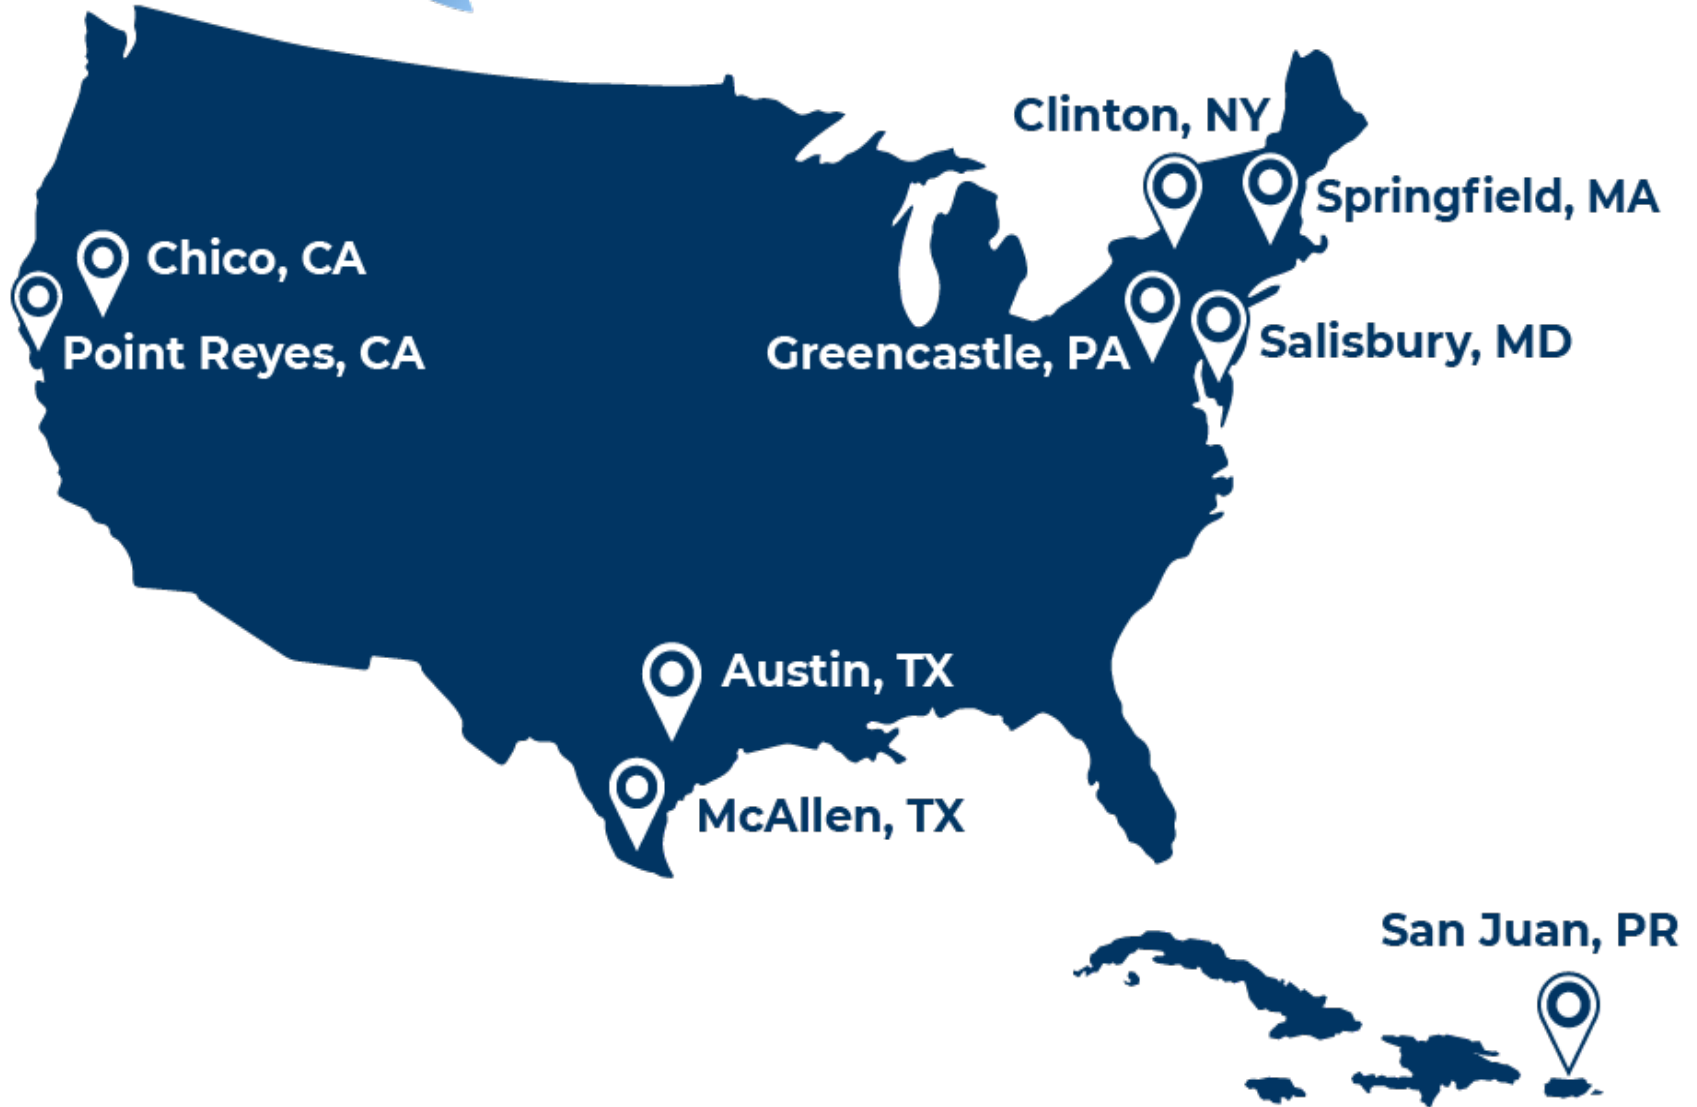 Clinton, NY
Springfield, MA
Chico, CA
Point Reyes, CA
Greencastle, PA
Salisbury, MD
Austin, TX
McAllen, TX
San Juan, PR